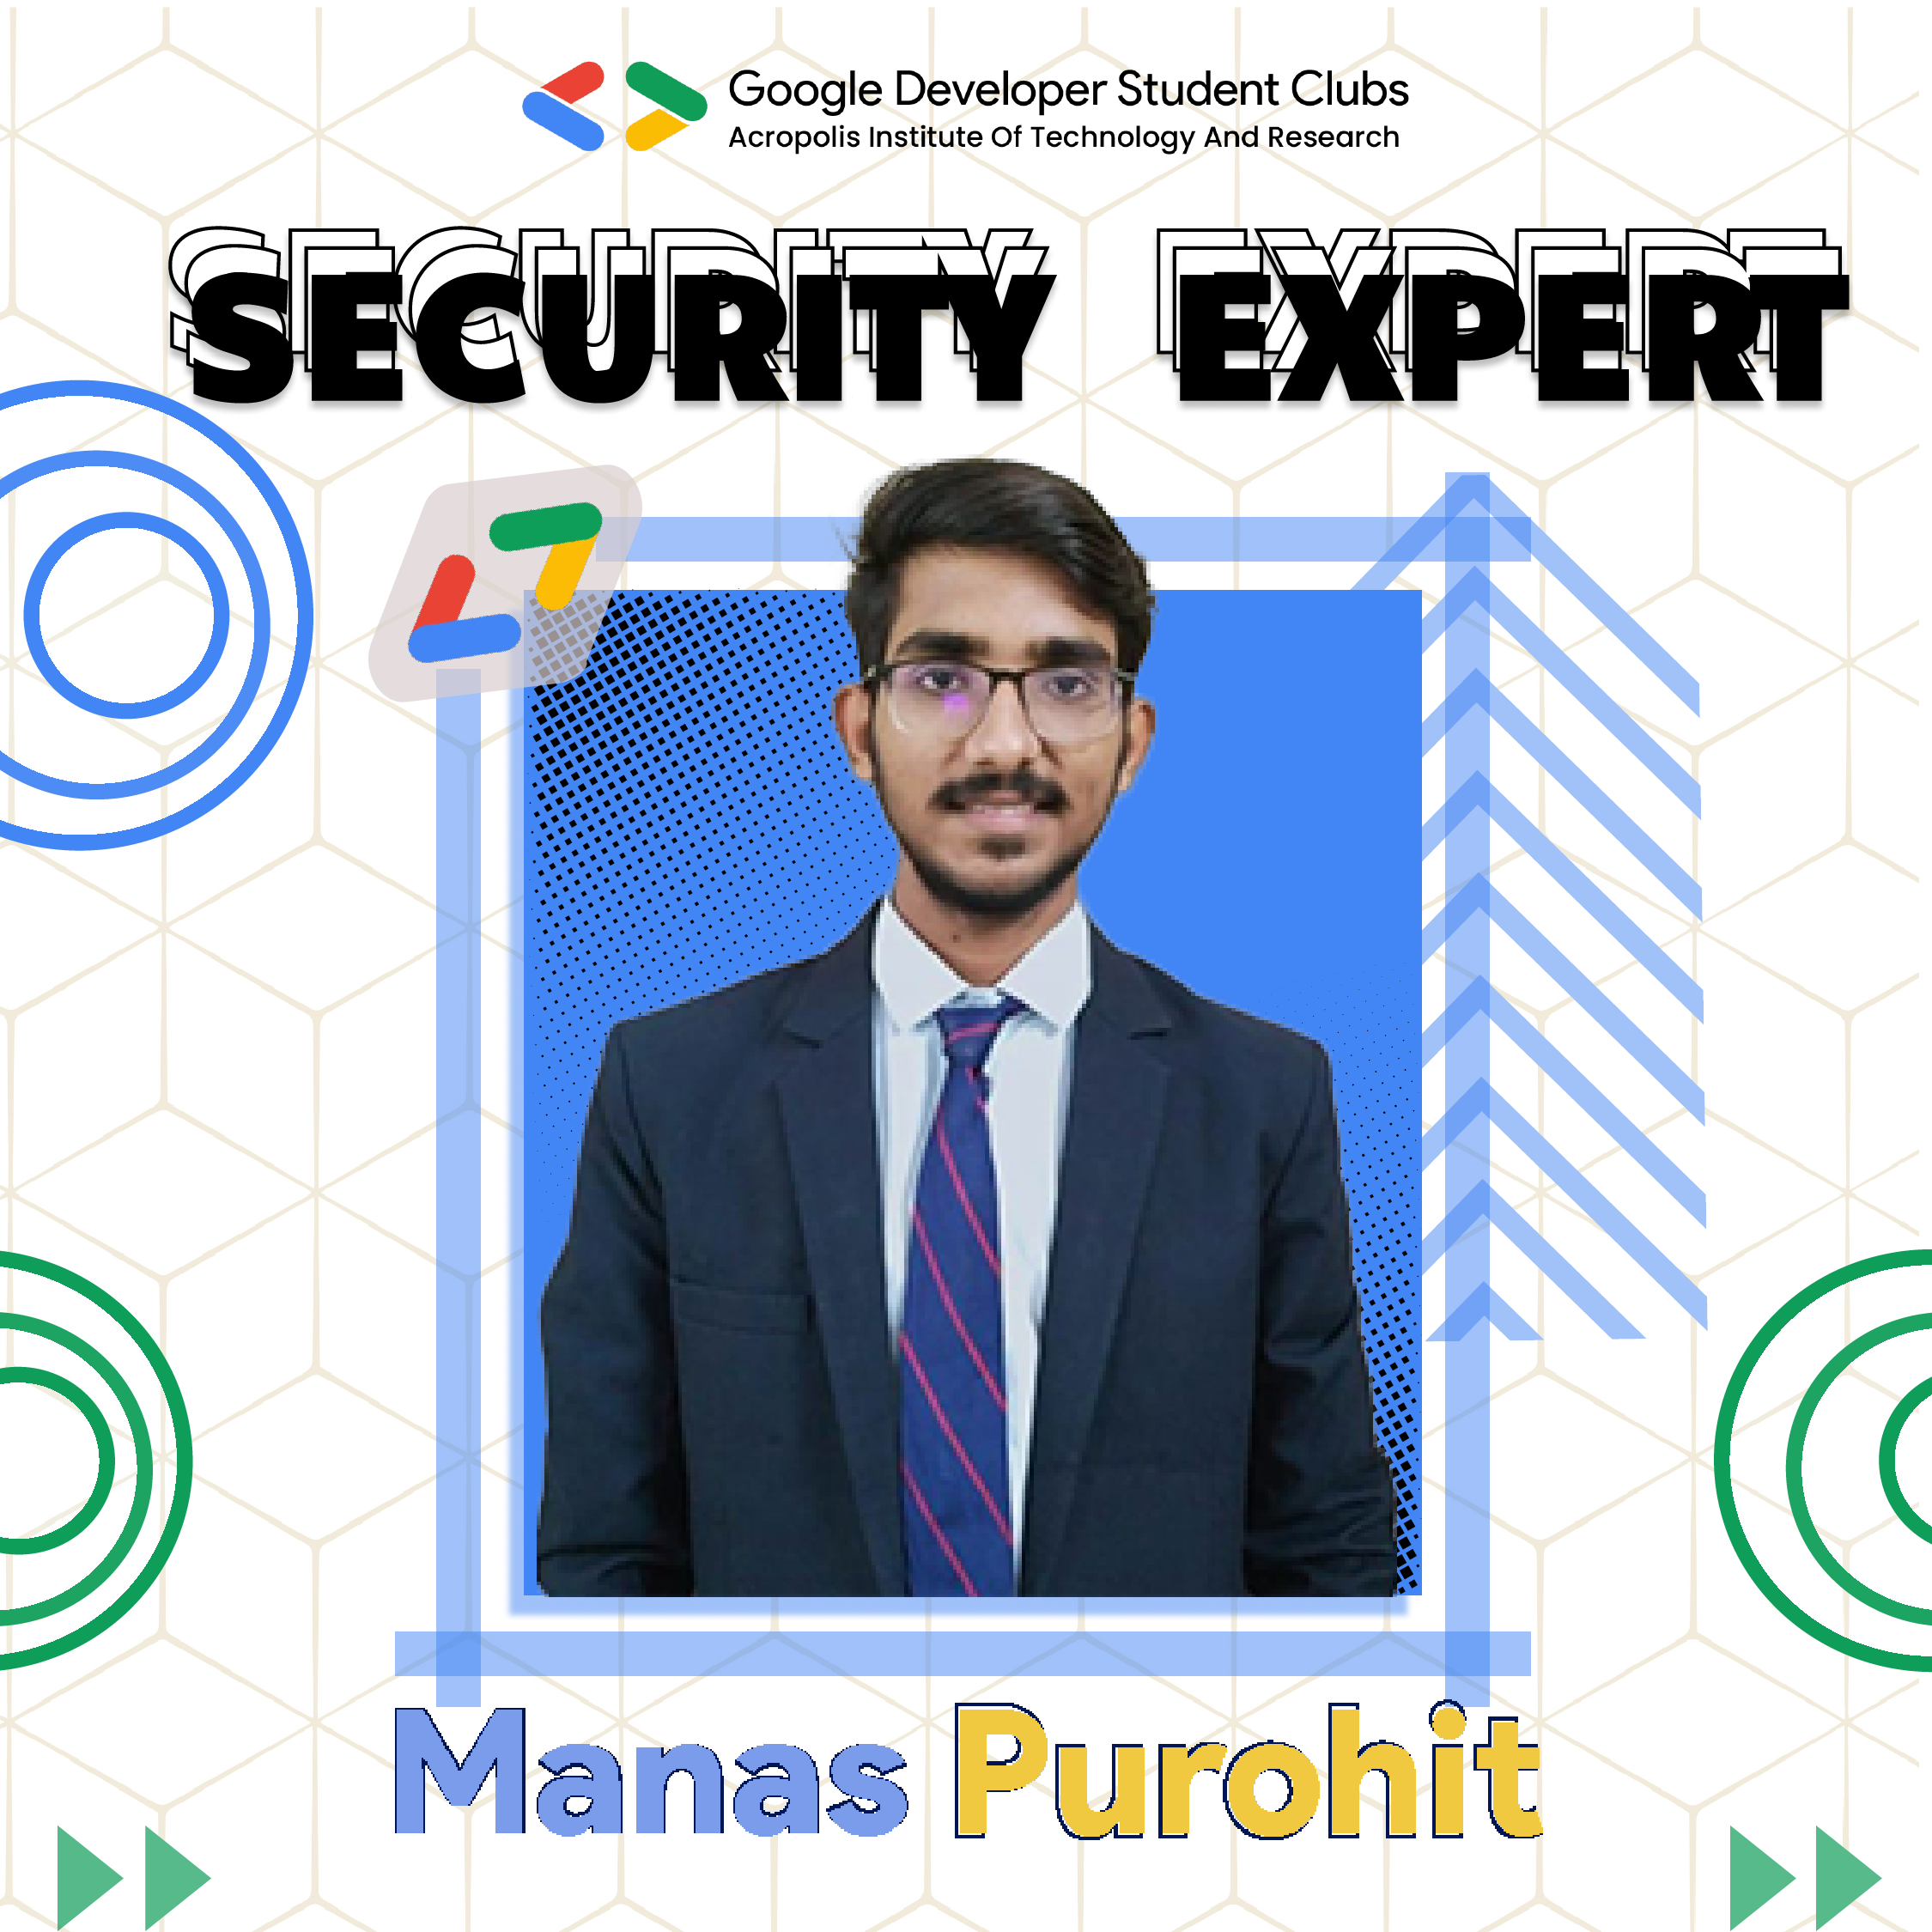 Google Developer Student Clubs
Acropolis Institute Of Technology And Research
SECURITY EXPERT
Manas Purohit